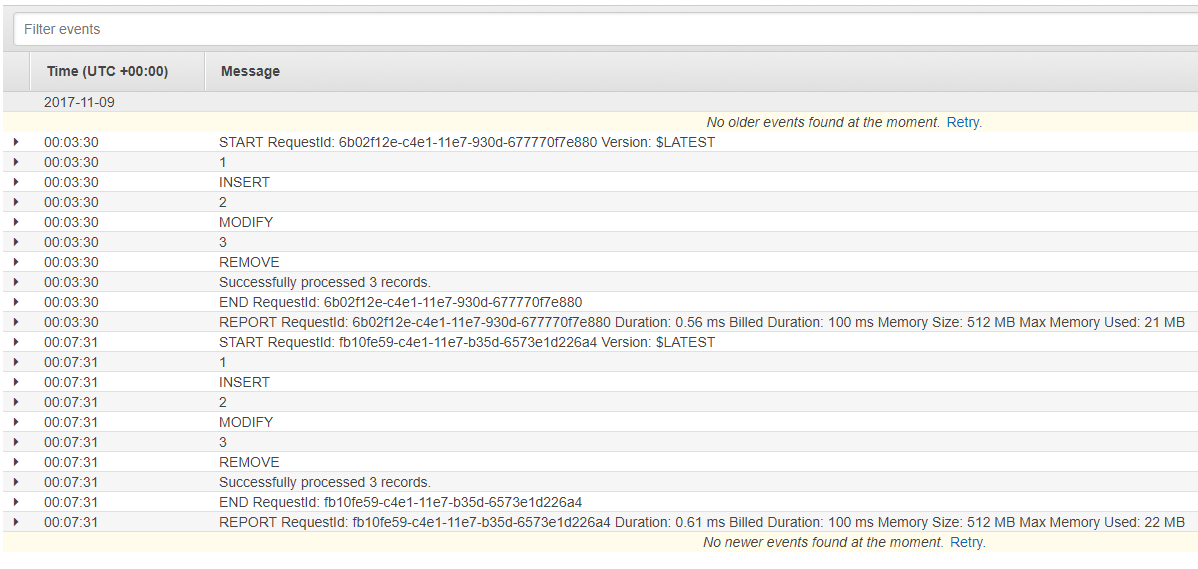 Filter events
Time (UTC +00:00) Message
2017-11-09
No older events found at the moment. Retry.
00:03:30 START RequestId: 6b02f12e-c4e1-11e7-930d-677770f7e880 Version: $LATEST
00:03:30 1
00:03:30 INSERT
00:03:30 2
00:03:30 MODIFY
00:03:30 3
00:03:30 REMOVE
00:03:30 Successfully processed 3 records.
00:03:30 END RequestId: 6b02f12e-c4e1-11e7-930d-677770f7e880
00:03:30 REPORT RequestId: 6b02f12e-c4e1-11e7-930d-677770f7e880 Duration: 0.56 ms Billed Duration: 100 ms Memory Size: 512 MB Max Memory Used: 21 MB
00:07:31 START RequestId: fb10fe59-c4e1-11e7-b35d-6573e1d226a4 Version: $LATEST
00:07:31 1
00:07:31 INSERT
00:07:31 2
00:07:31 MODIFY
00:07:31 3
00:07:31 REMOVE
00:07:31 Successfully processed 3 records.
00:07:31 END RequestId: fb10fe59-c4e1-11e7-b35d-6573e1d226a4
00:07:31 REPORT RequestId: fb10fe59-c4e1-11e7-b35d-6573e1d226a4 Duration: 0.61 ms Billed Duration: 100 ms Memory Size: 512 MB Max Memory Used: 22 MB
No newer events found at the moment. Retry.